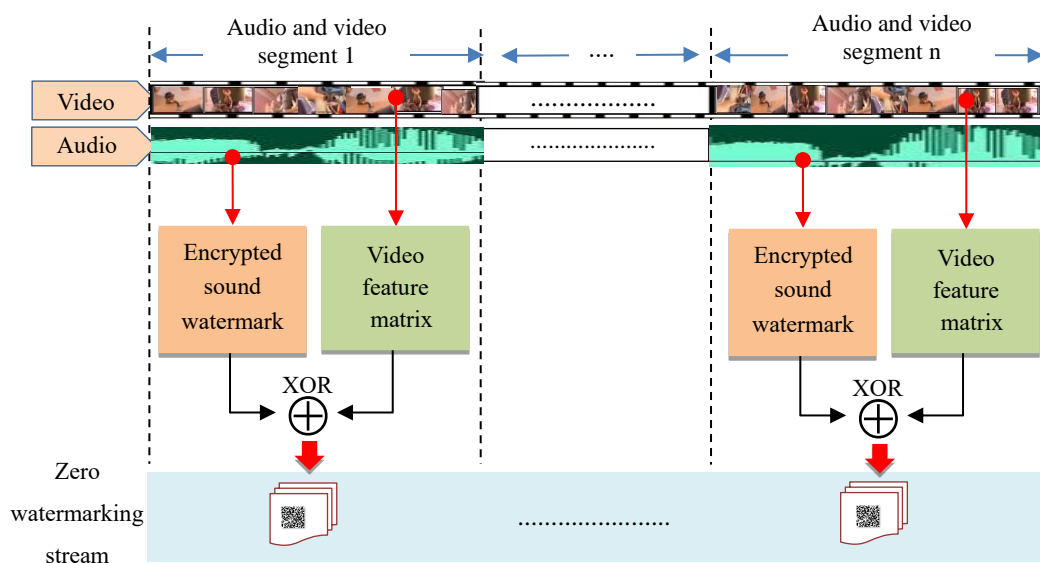 Audio and video
segment 1
....
Audio and video
segment n
Video
....................
Audio
....................
Encrypted
sound
watermark
Video
feature
matrix
Encrypted
sound
watermark
Video
feature
matrix
XOR
XOR
Zero
watermarking
stream
........................